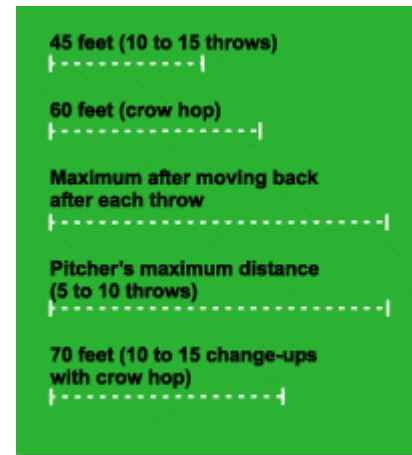 45 feet (10 to 15 throws)
60 feet (crow hop)
Maximum after moving back
after each throw
Pitcher's maximum distance
(5 to 10 throws)
70 feet (10 to 15 change-ups
with crow hop)